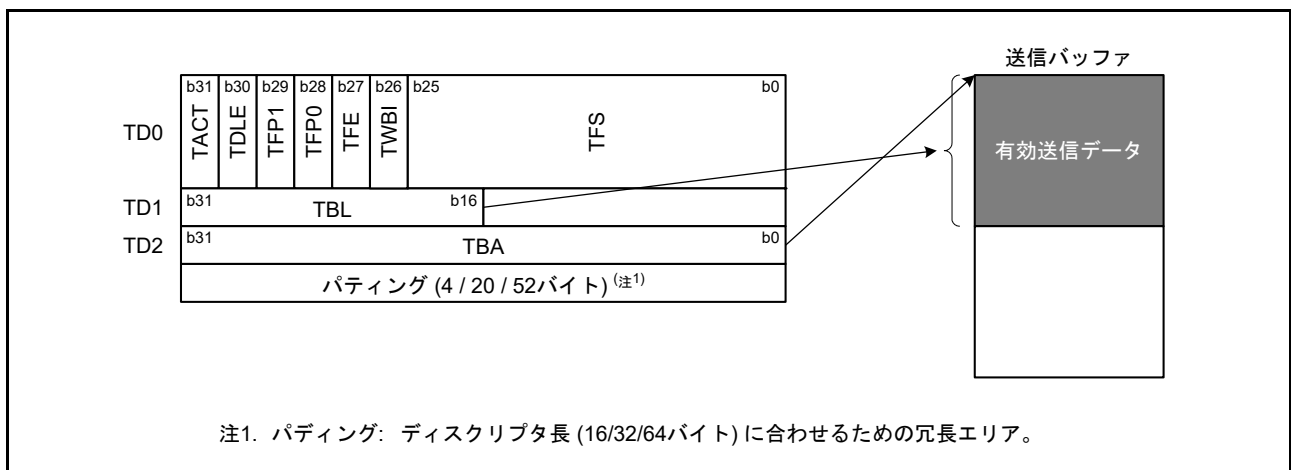 送信バッファ
b31 b30 b29 b28 b27 b26 b25 b0
TD0 TACT TDLE TFP1 TFP0 TFE TWBI TFS
有効送信データ
TD1 b31 TBL b16
TD2 b31 TBA b0
パティング (4 / 20 / 52バイト) (注1)
注1. パディング: ディスクリプタ長 (16/32/64バイト) に合わせるための冗長エリア。